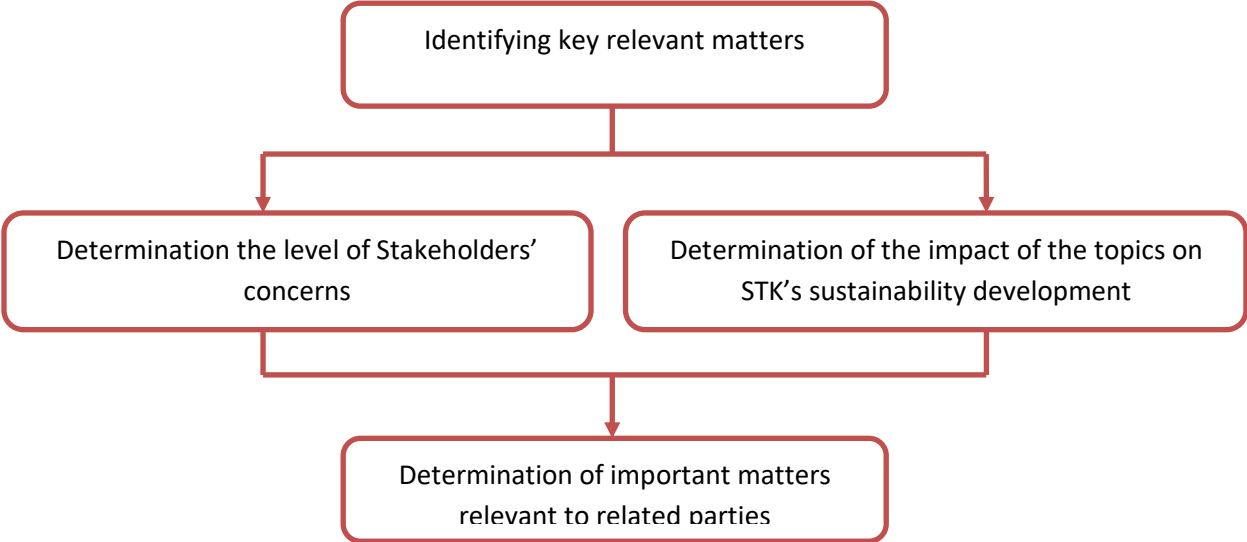 Identifying key relevant matters
Determination the level of Stakeholders’
concerns
Determination of the impact of the topics on
STK’s sustainability development
Determination of important matters
relevant to related parties